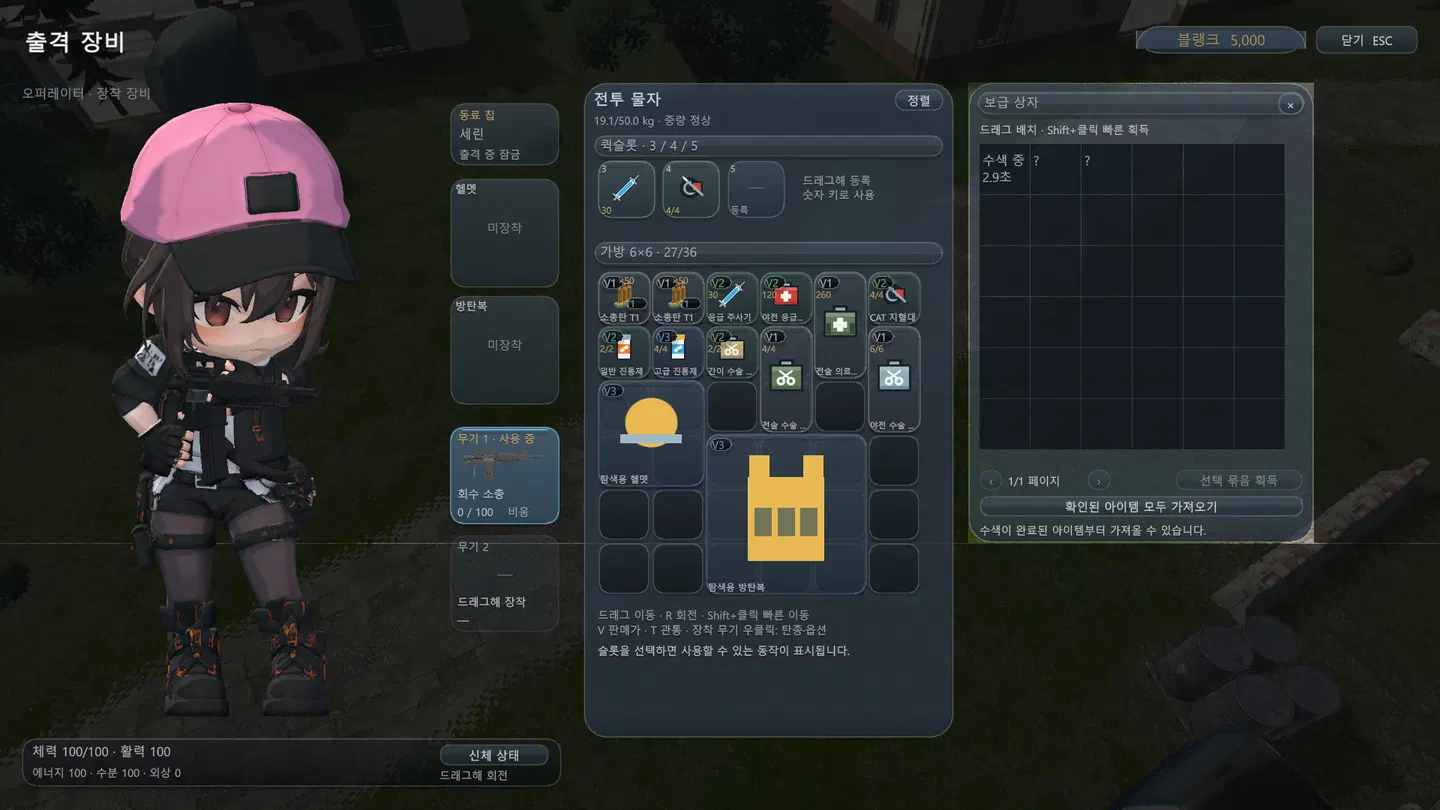 출격 장비
블랭크 5,000
닫기 ESC
오퍼레이터 · 장착 장비
동료 칩
세린
출격 중 잠금
헬멧
미장착
방탄복
미장착
무기 1 · 사용 중
회수 소총
0 / 100 비움
무기 2
—
드래그해 장착
—
전투 물자
정렬
19.1/50.0 kg · 중량 정상
퀵슬롯 · 3 / 4 / 5
3
30
4
4/4
5
—
등록
드래그해 등록
숫자 키로 사용
가방 6×6 · 27/36
V1 ×50
1
소총탄 T1
V1 ×50
1
소총탄 T1
V2
30
응급 주사기
V2
120
야전 응급...
V1
260
전술 의료...
V2
4/4
CAT 지혈대
V2
2/2
일반 진통제
V3
4/4
고급 진통제
V2
2/2
간이 수술 ...
V1
4/4
전술 수술 ...
V1
6/6
야전 수술 ...
V3
탐색용 헬멧
V3
탐색용 방탄복
드래그 이동 · R 회전 · Shift+클릭 빠른 이동
V 판매가 · T 관통 · 장착 무기 우클릭: 탄종·옵션
슬롯을 선택하면 사용할 수 있는 동작이 표시됩니다.
보급 상자
×
드래그 배치 · Shift+클릭 빠른 획득
수색 중
2.9초
?
?
‹
1/1 페이지
›
선택 묶음 획득
확인된 아이템 모두 가져오기
수색이 완료된 아이템부터 가져올 수 있습니다.
체력 100/100 · 활력 100
에너지 100 · 수분 100 · 외상 0
신체 상태
드래그해 회전